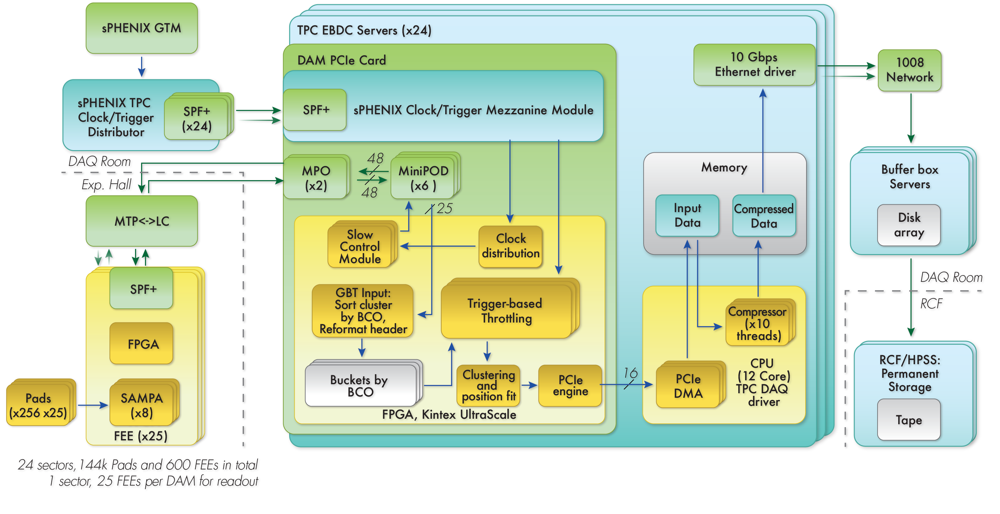 sPHENIX GTM
sPHENIX TPC
Clock/Trigger
Distributor
SPF+
(x24)
DAQ Room
Exp. Hall
MTP<->LC
SPF+
FPGA
SAMPA
(x8)
FEE (x25)
Pads
(x256 x25)
24 sectors, 144k Pads and 600 FEEs in total
1 sector, 25 FEEs per DAM for readout
TPC EBDC Servers (x24)
DAM PCIe Card
SPF+
sPHENIX Clock/Trigger Mezzanine Module
MPO
(x2)
48
48
MiniPOD
(x6 )
25
Slow
Control
Module
Clock
distribution
GBT Input:
Sort cluster
by BCO,
Reformat header
Trigger-based
Throttling
Buckets by
BCO
Clustering
and
position fit
PCIe
engine
FPGA, Kintex UltraScale
16
10 Gbps
Ethernet driver
Memory
Input
Data
Compressed
Data
Compressor
(x10
threads)
PCIe
DMA
CPU
(12 Core)
TPC DAQ
driver
1008
Network
Buffer box
Servers
Disk
array
DAQ Room
RCF
RCF/HPSS:
Permanent
Storage
Tape